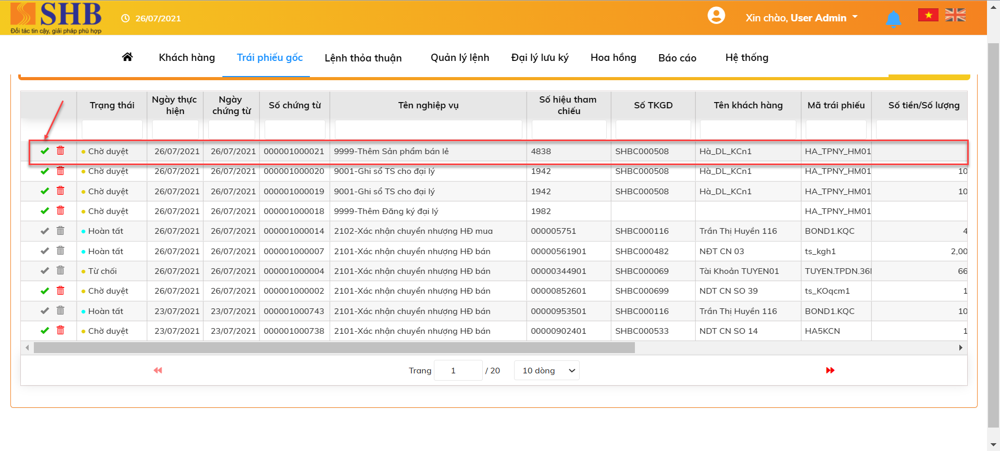 SHB
Đối tác tin cậy, giải pháp phù hợp
26/07/2021
Xin chào, User Admin
Khách hàng Trái phiếu gốc Lệnh thỏa thuận Quản lý lệnh Đại lý lưu ký Hoa hồng Báo cáo Hệ thống
Trạng thái Ngày thực hiện Ngày chứng từ Số chứng từ Tên nghiệp vụ Số hiệu tham chiếu Số TKGD Tên khách hàng Mã trái phiếu Số tiền/Số lượng
Chờ duyệt 26/07/2021 26/07/2021 000001000021 9999-Thêm Sản phẩm bán lẻ 4838 SHBC000508 Hà_DL_KCn1 HA_TPNY_HM01
Chờ duyệt 26/07/2021 26/07/2021 000001000020 9001-Ghi sổ TS cho đại lý 1942 SHBC000508 Hà_DL_KCn1 HA_TPNY_HM01 10
Chờ duyệt 26/07/2021 26/07/2021 000001000019 9001-Ghi sổ TS cho đại lý 1942 SHBC000508 Hà_DL_KCn1 HA_TPNY_HM01 10
Chờ duyệt 26/07/2021 26/07/2021 000001000018 9999-Thêm Đăng ký đại lý 1982 HA_TPNY_HM01
Hoàn tất 26/07/2021 26/07/2021 000001000014 2102-Xác nhận chuyển nhượng HĐ mua 000005751 SHBC000116 Trần Thị Huyền 116 BOND1.KQC 4
Hoàn tất 26/07/2021 26/07/2021 000001000007 2101-Xác nhận chuyển nhượng HĐ bán 00000561901 SHBC000482 NĐT CN 03 ts_kgh1 2,00
Từ chối 26/07/2021 26/07/2021 000001000004 2101-Xác nhận chuyển nhượng HĐ bán 00000344901 SHBC000069 Tài Khoản TUYEN01 TUYEN.TPDN.36 66
Chờ duyệt 26/07/2021 26/07/2021 000001000002 2101-Xác nhận chuyển nhượng HĐ bán 00000852601 SHBC000699 NDT CN SO 39 ts_KOqcm1 1
Hoàn tất 23/07/2021 23/07/2021 000001000743 2101-Xác nhận chuyển nhượng HĐ bán 00000953501 SHBC000116 Trần Thị Huyền 116 BOND1.KQC 10
Chờ duyệt 23/07/2021 23/07/2021 000001000738 2101-Xác nhận chuyển nhượng HĐ bán 00000902401 SHBC000533 NDT CN SO 14 HA5KCN 1
Trang 1 / 20 10 dòng